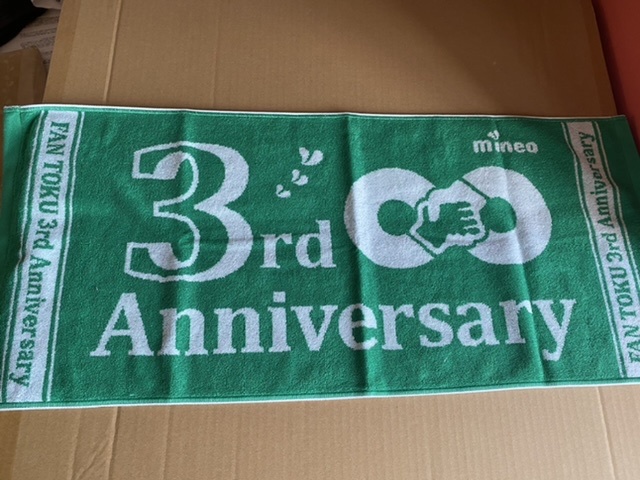 FAN TOKU 3rd Anniversary
mineo
3rd
Anniversary
FAN TOKU 3rd Anniversary